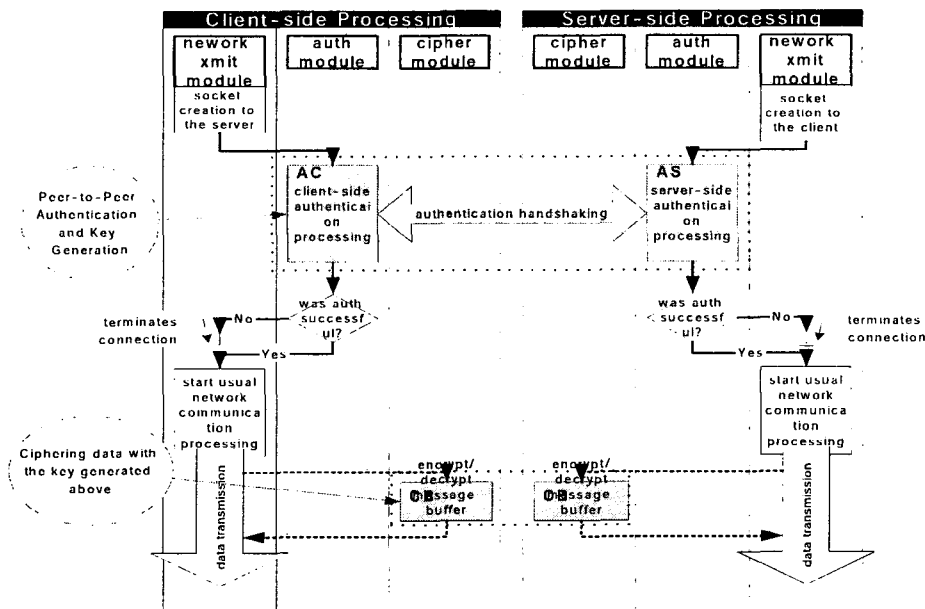 Client-side Processing
Server-side Processing
nework
xmit
module
auth
module
cipher
module
cipher
module
auth
module
nework
xmit
module
socket
creation to
the server
socket
creation to
the client
Peer-to-Peer
Authentication
and Key
Generation
AC
client-side
authenticai
on
processing
authentication handshaking
AS
server-side
authenticai
on
processing
was auth
successf
ul?
was auth
successf
ul?
No
No
terminates
connection
terminates
connection
Yes
Yes
start usual
network
communica
tion
processing
start usual
network
communica
tion
processing
Ciphering data with
the key generated
above
encrypt/
decrypt
message
buffer
encrypt/
decrypt
message
buffer
data transmission
data transmission